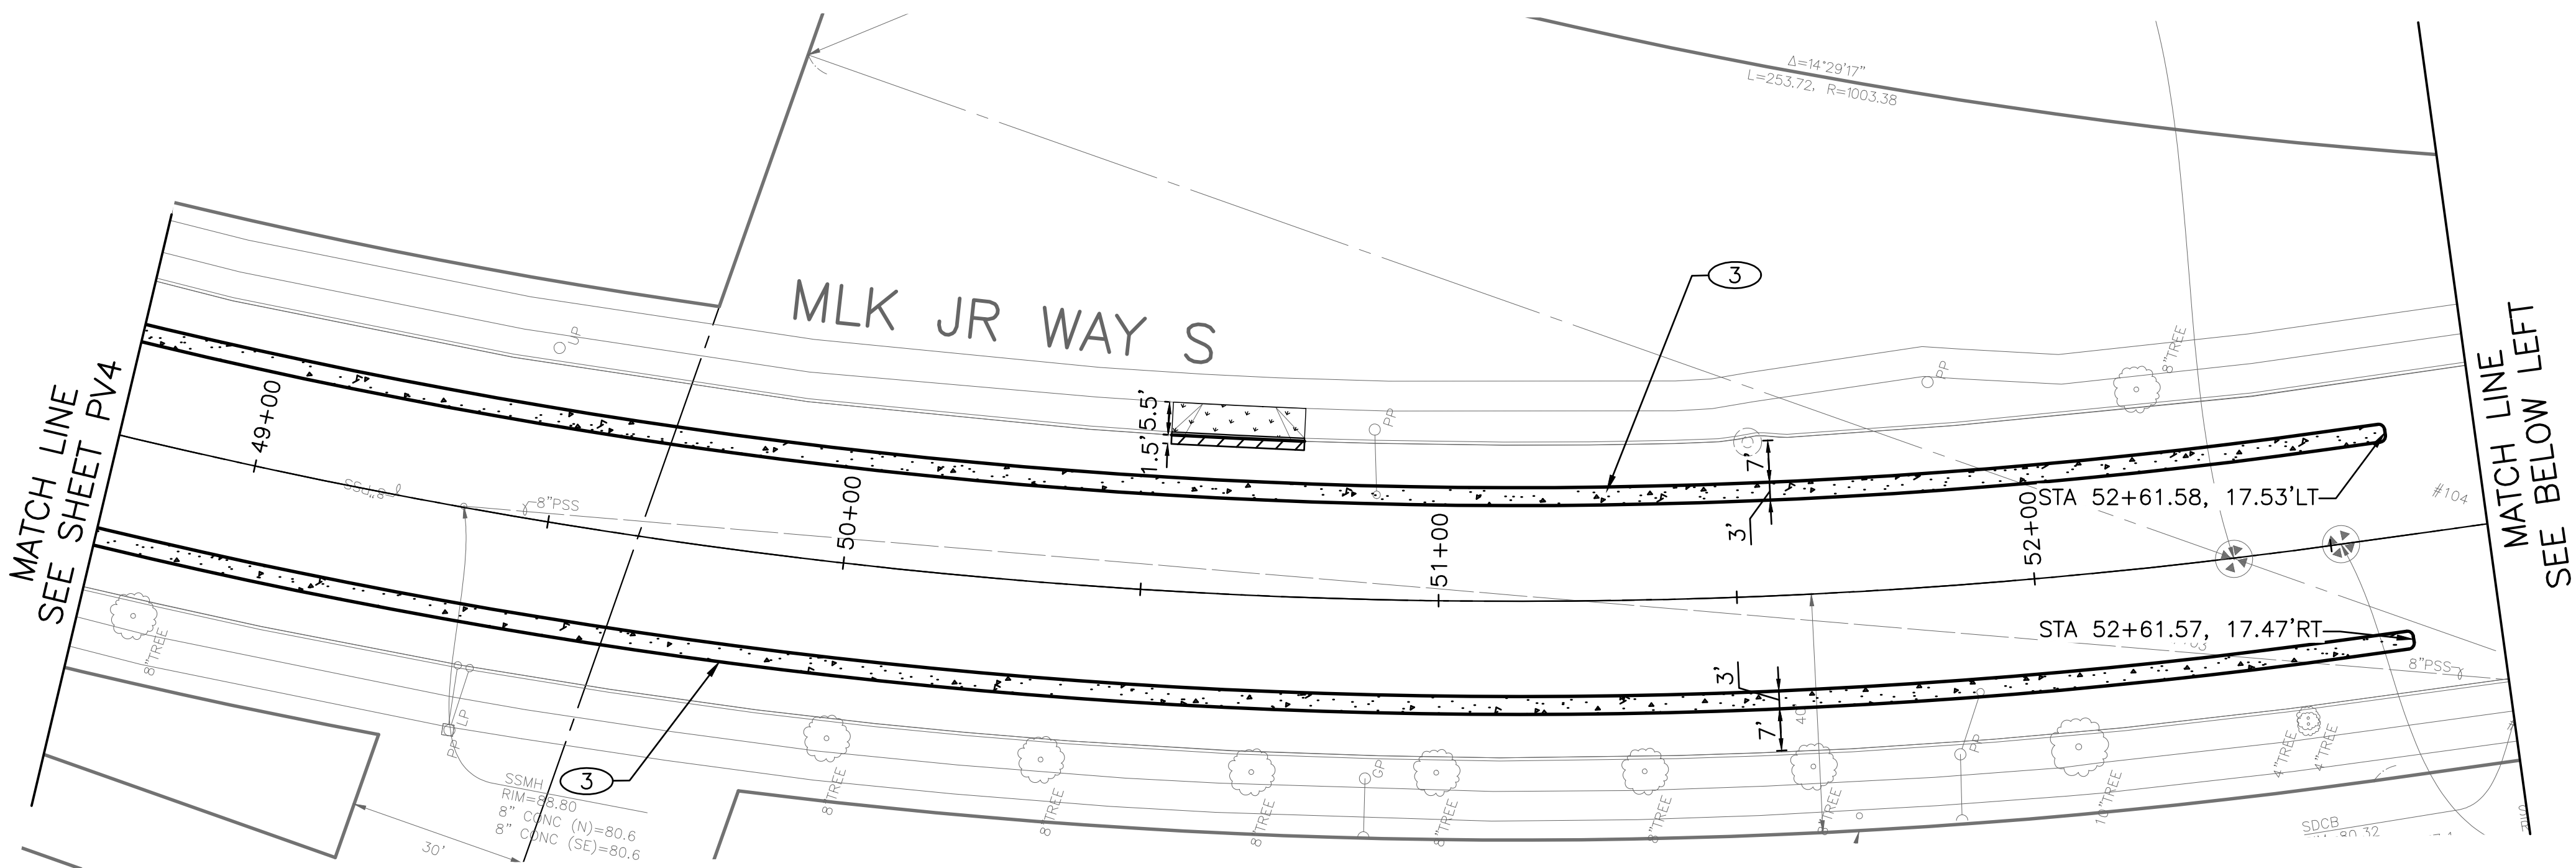 Δ=14°29'17"
L=253.72, R=1003.38
MLK JR WAY S
3
UP
8"TREE
PP
PP
5.5'
1.5'
7'
3'
MATCH LINE
SEE SHEET PV4
49+00
8"PSS
8"PSS
50+00
51+00
52+00
STA 52+61.58, 17.53'LT
#104
MATCH LINE
SEE BELOW LEFT
STA 52+61.57, 17.47'RT
8"PSS
3'
7'
40
8"TREE
PP
LP
3
SSMH
RIM=88.80
8" CONC (N)=80.6
8" CONC (SE)=80.6
30'
8"TREE
8"TREE
8"TREE
GP
8"TREE
8"TREE
8"TREE
PP
10"TREE
4"TREE
4"TREE
SDCB